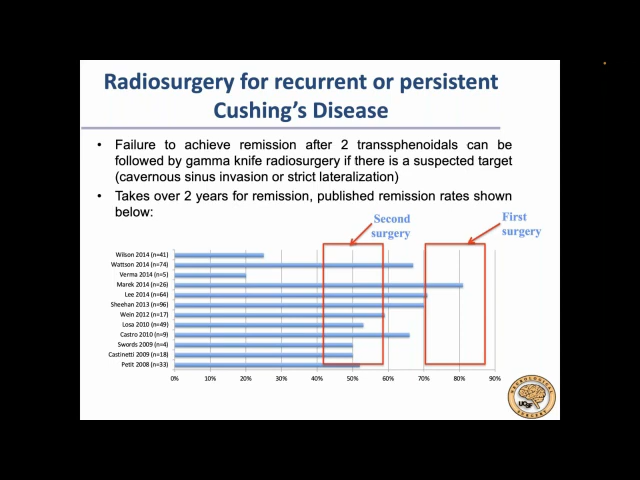 Radiosurgery for recurrent or persistent
Cushing's Disease
• Failure to achieve remission after 2 transsphenoidals can be
followed by gamma knife radiosurgery if there is a suspected target
(cavernous sinus invasion or strict lateralization)
• Takes over 2 years for remission, published remission rates shown
below:
Second
surgery
First
surgery
Wilson 2014 (n=41)
Wattson 2014 (n=74)
Verma 2014 (n=5)
Marek 2014 (n=26)
Lee 2014 (n=64)
Sheehan 2013 (n=96)
Wein 2012 (n=17)
Losa 2010 (n=49)
Castro 2010 (n=9)
Swords 2009 (n=4)
Castinetti 2009 (n=18)
Petit 2008 (n=33)
0% 10% 20% 30% 40% 50% 60% 70% 80% 90%
NEUROLOGICAL
UCSF
SURGERY